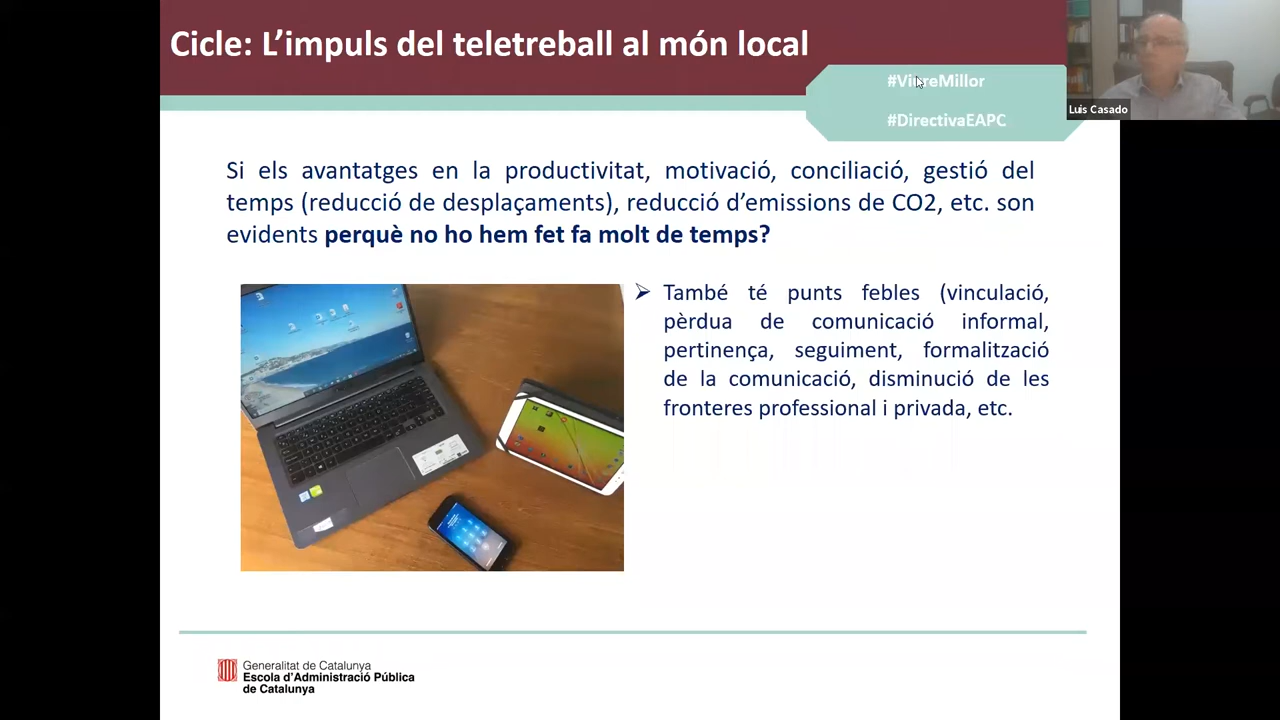 Cicle: L’impuls del teletreball al món local
#ViureMillor
#DirectivaEAPC
Luis Casado
Si els avantatges en la productivitat, motivació, conciliació, gestió del
temps (reducció de desplaçaments), reducció d’emissions de CO2, etc. son
evidents perquè no ho hem fet fa molt de temps?
També té punts febles (vinculació,
pèrdua de comunicació informal,
pertinença, seguiment, formalització
de la comunicació, disminució de les
fronteres professional i privada, etc.
Generalitat de Catalunya
Escola d’Administració Pública
de Catalunya